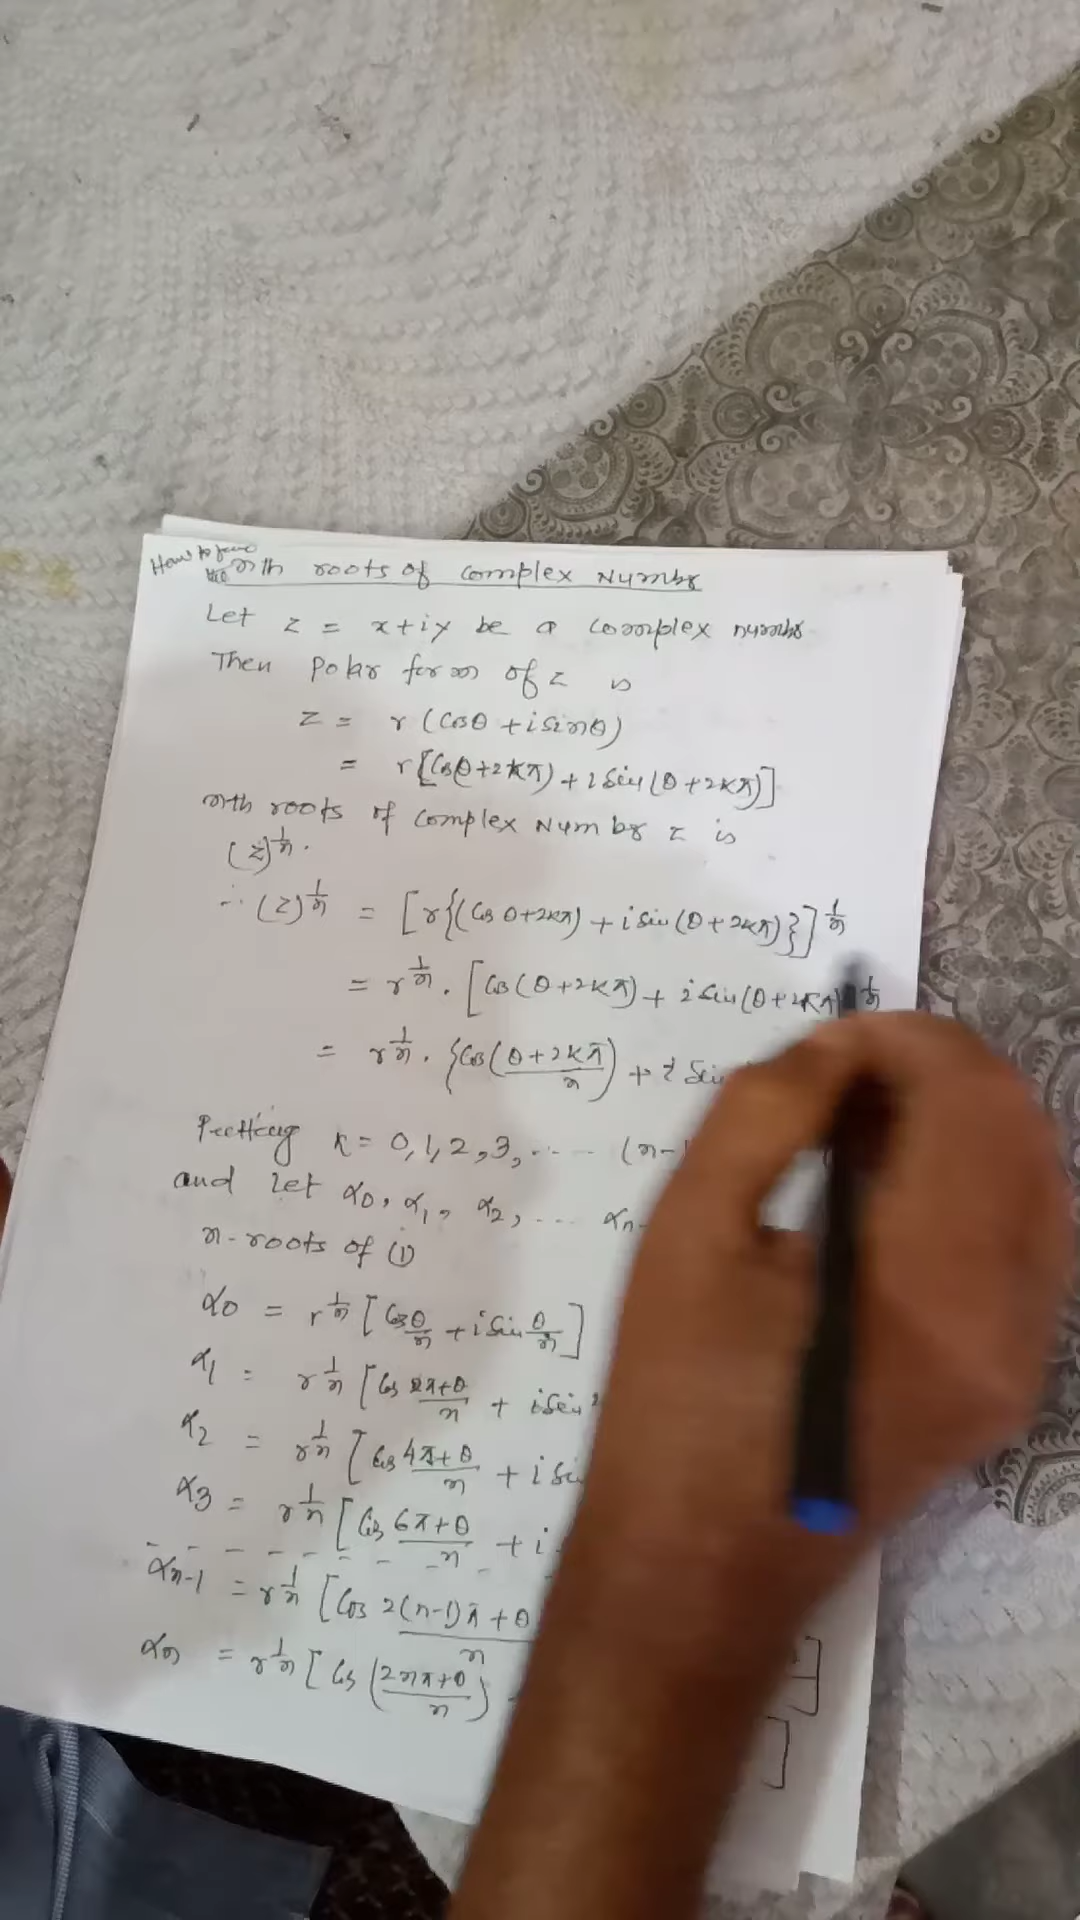 How to
nth roots of complex Number
Let z = x+iy be a complex number
Then polar form of z is
z = r (cosθ + i sinθ)
= r[cos(θ+2kπ) + i sin(θ+2kπ)]
nth roots of complex Number z is
(z)^1/n.
∴ (z)^1/n = [r{(cos θ+2kπ) + i sin(θ+2kπ)}]^1/n
= r^1/n . [cos(θ+2kπ) + i sin(θ+2kπ) ^1/n
= r^1/n . {cos(θ+2kπ/n) + i sin
Putting k = 0,1,2,3,.... (n-1
and let α0, α1, α2, ... αn-
n-roots of (1)
α0 = r^1/n [cos θ/n + i sin θ/n]
α1 = r^1/n [cos 2π+θ/n + i sin 2
α2 = r^1/n [cos 4π+θ/n + i sin
α3 = r^1/n [cos 6π+θ/n + i
αn-1 = r^1/n [cos 2(n-1)π+θ/n
αn = r^1/n [cos (2nπ+θ/n)